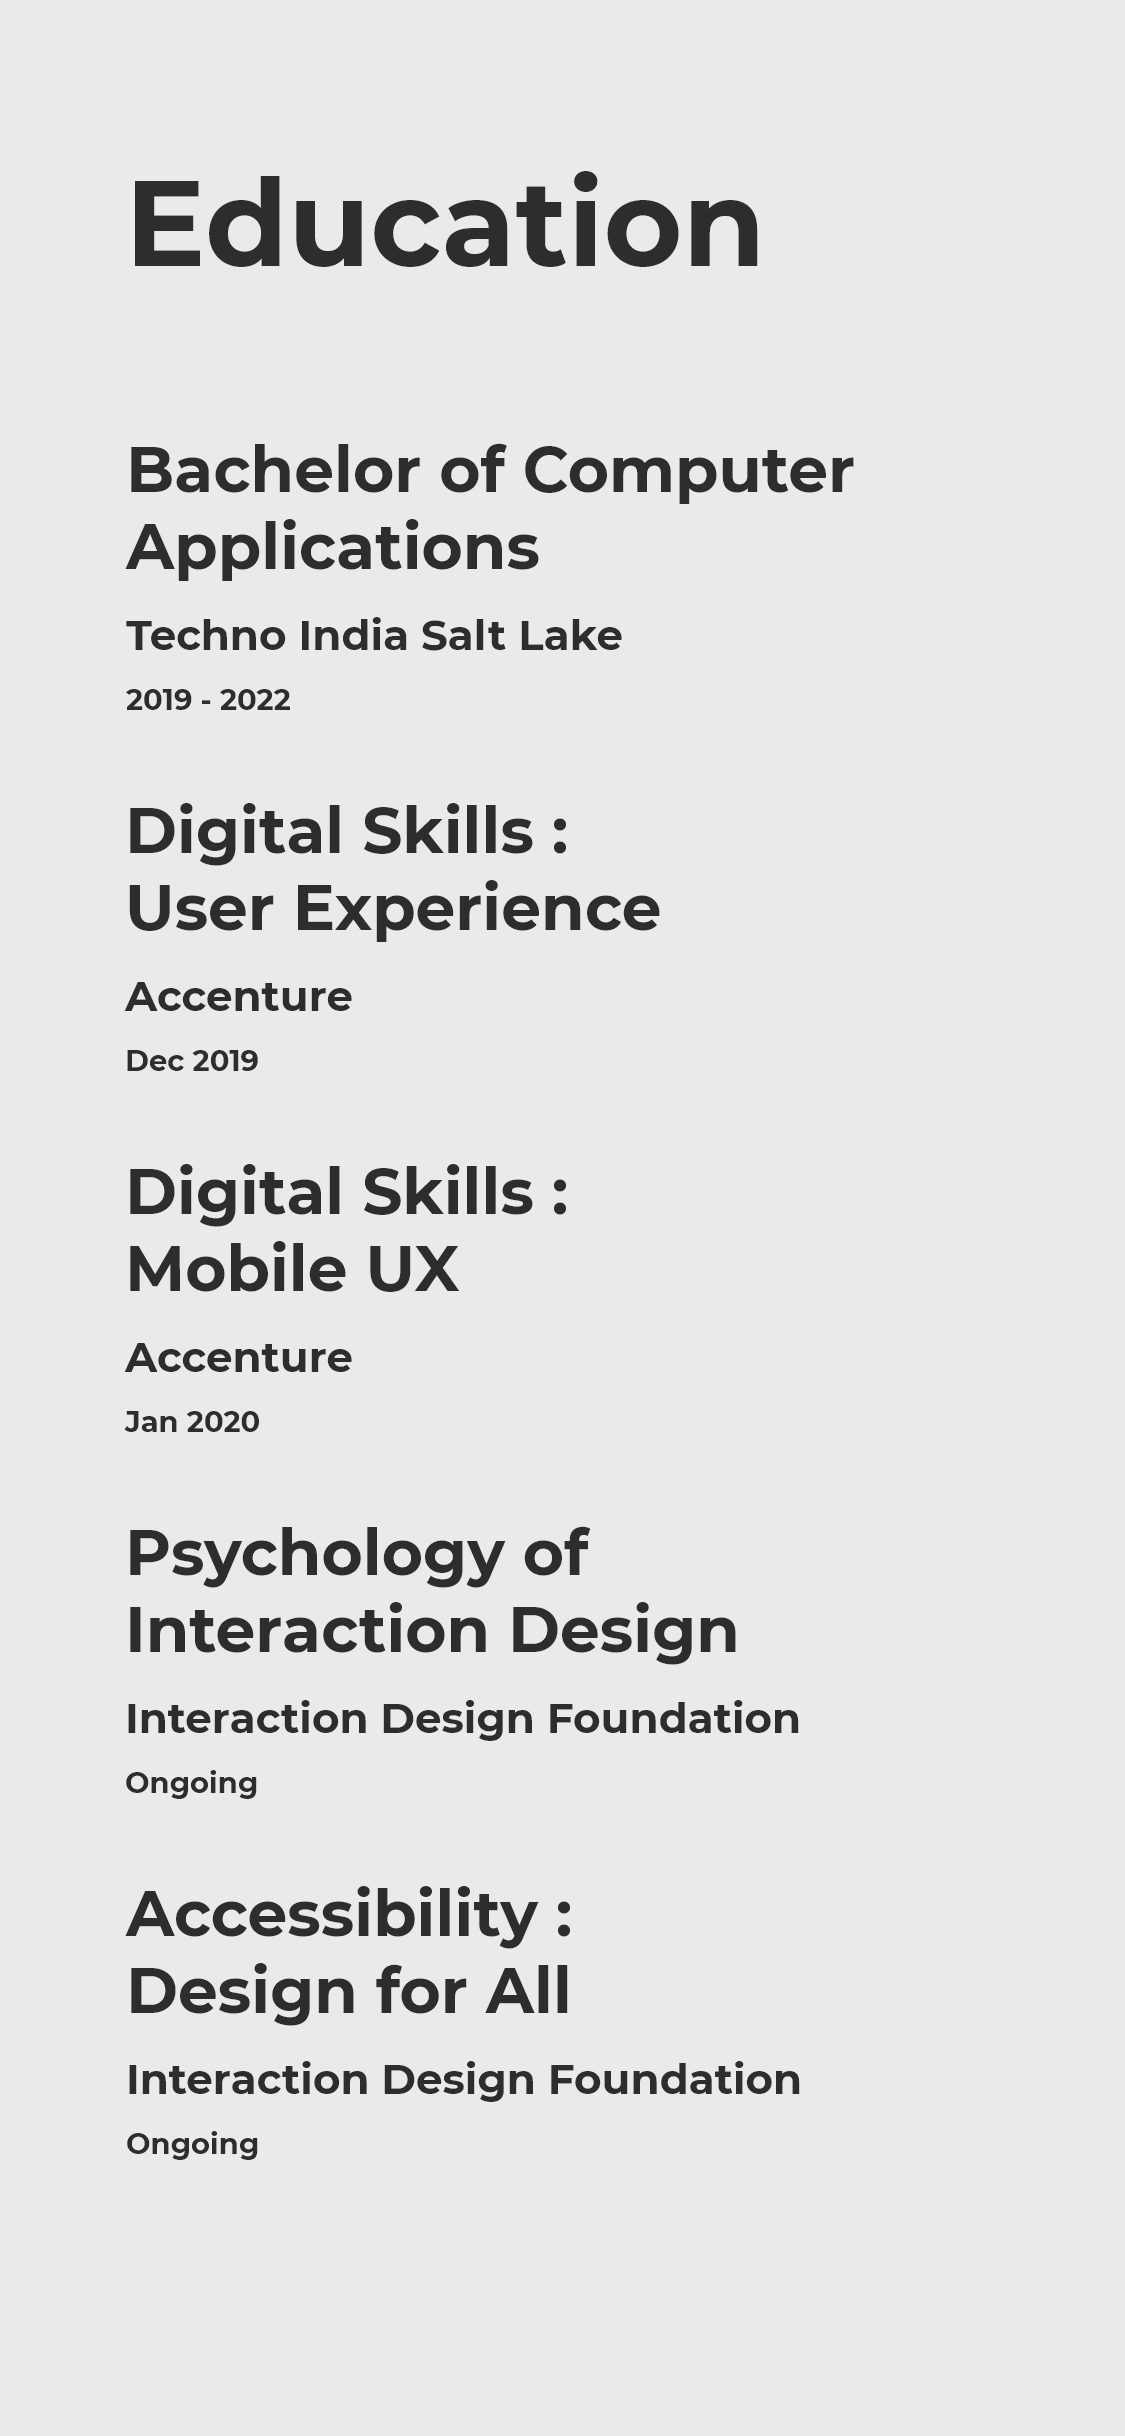 Education
Bachelor of Computer
Applications
Techno India Salt Lake
2019 - 2022
Digital Skills :
User Experience
Accenture
Dec 2019
Digital Skills :
Mobile UX
Accenture
Jan 2020
Psychology of
Interaction Design
Interaction Design Foundation
Ongoing
Accessibility :
Design for All
Interaction Design Foundation
Ongoing